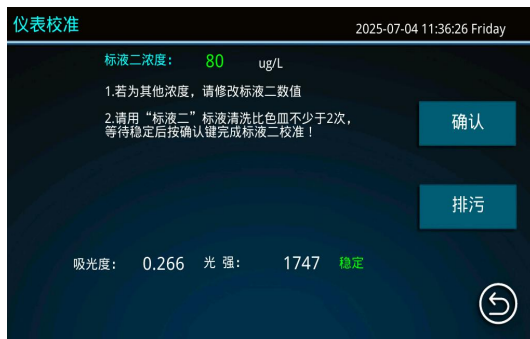 仪表校准
2025-07-04 11:36:26 Friday
标液二浓度： 80 ug/L
1.若为其他浓度，请修改标液二数值
2.请用“标液二”标液清洗比色皿不少于2次，
等待稳定后按确认键完成标液二校准！
确认
排污
吸光度： 0.266 光 强： 1747 稳定